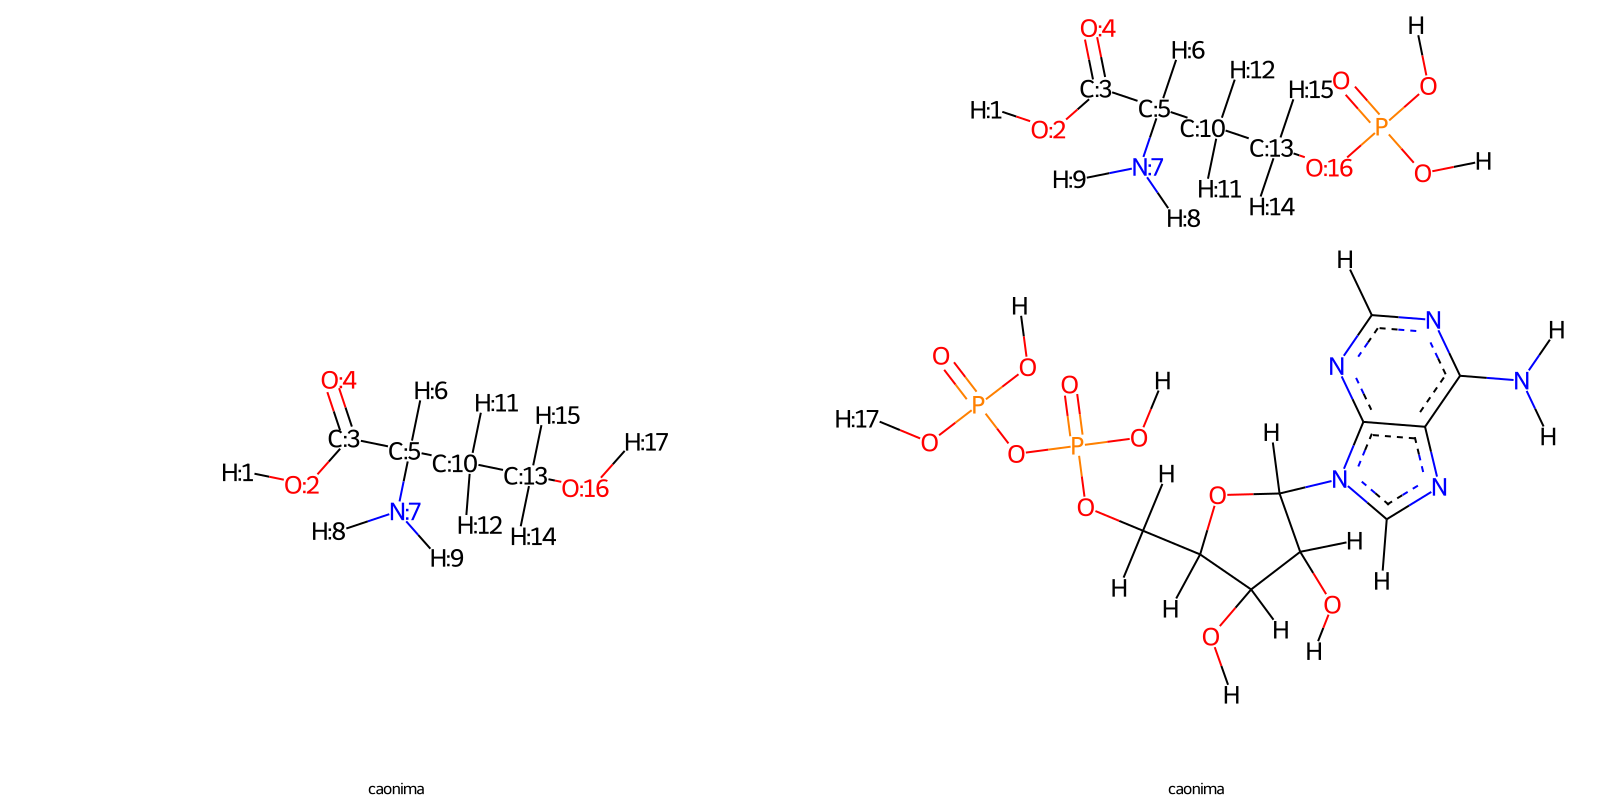 O:4 H:6 H:11 H:15 H:17
C:3 C:5 C:10 C:13 O:16
H:1 O:2 N:7 H:12 H:14
H:8 H:9
caonima
O:4 H:6 H:12 H:15 O H
H:1 O:2 C:3 C:5 C:10 C:13 O:16 P O
H:9 N:7 H:11 H:14 O H
H:8
H
H N H
O O O H N N
H:17 P P O H N H
O O H H
O O N N
H H H H
H O H O H
H
caonima